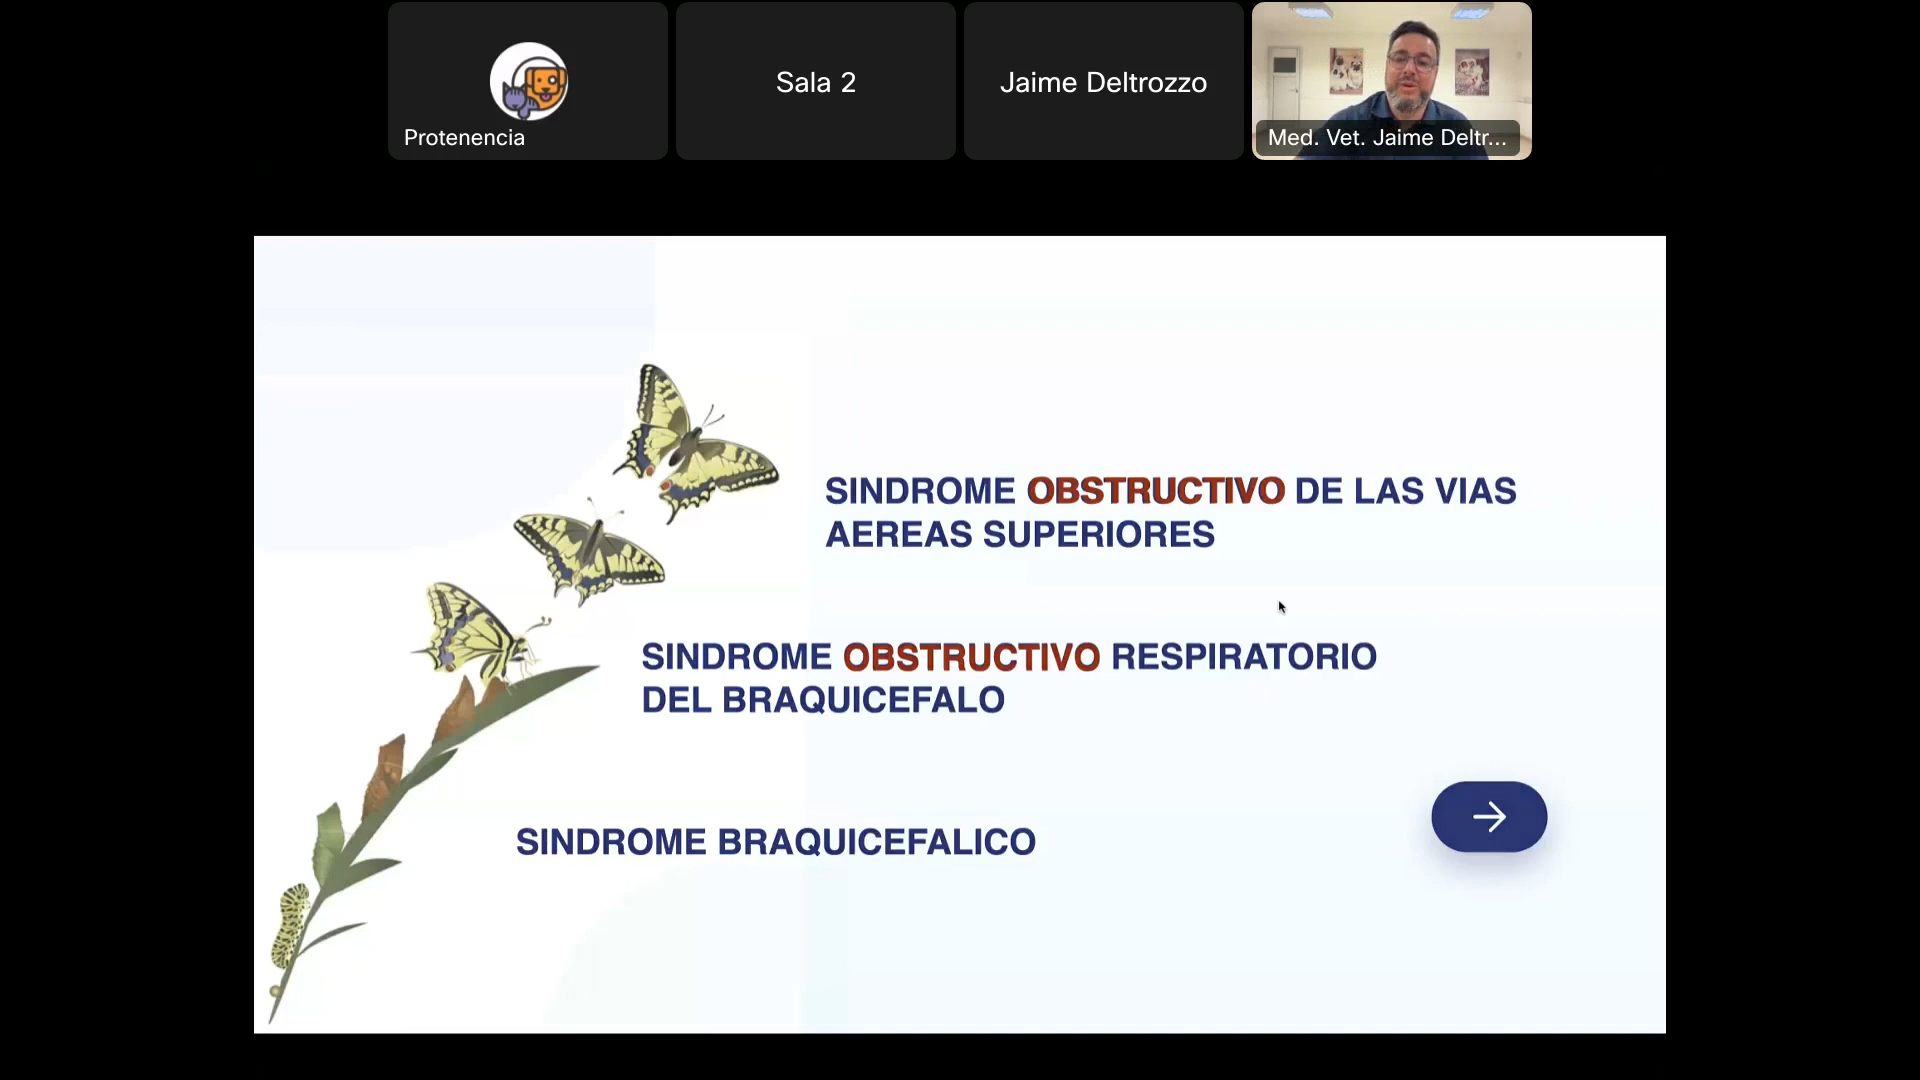 Protenencia
Sala 2
Jaime Deltrozzo
Med. Vet. Jaime Deltr...
SINDROME OBSTRUCTIVO DE LAS VIAS
AEREAS SUPERIORES
SINDROME OBSTRUCTIVO RESPIRATORIO
DEL BRAQUICEFALO
SINDROME BRAQUICEFALICO